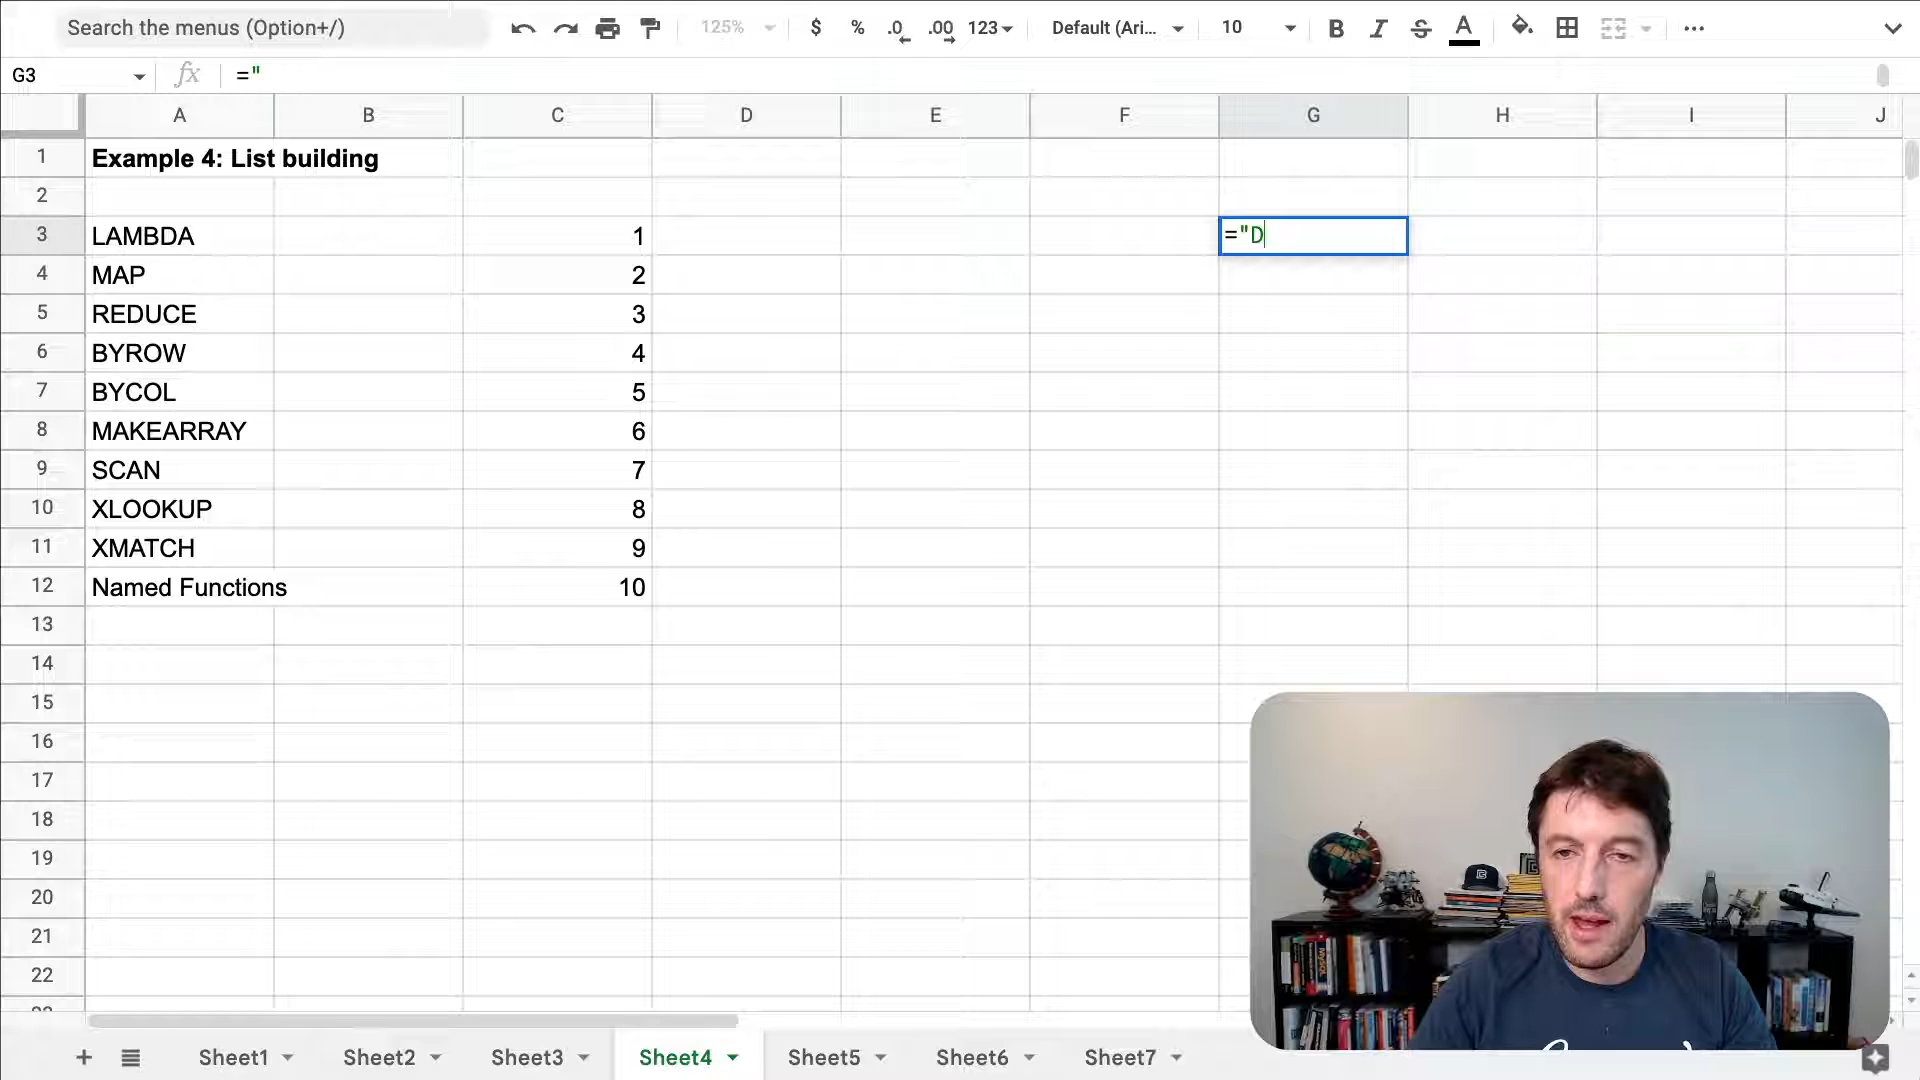 Search the menus (Option+/)
125%
$ % .0 .00 123
Default (Ari...
10
B I S A
G3
fx
="
A B C D E F G H I J
1 Example 4: List building
2
3 LAMBDA 1 ="D
4 MAP 2
5 REDUCE 3
6 BYROW 4
7 BYCOL 5
8 MAKEARRAY 6
9 SCAN 7
10 XLOOKUP 8
11 XMATCH 9
12 Named Functions 10
13
14
15
16
17
18
19
20
21
22
MySQL
Sheet1 Sheet2 Sheet3 Sheet4 Sheet5 Sheet6 Sheet7